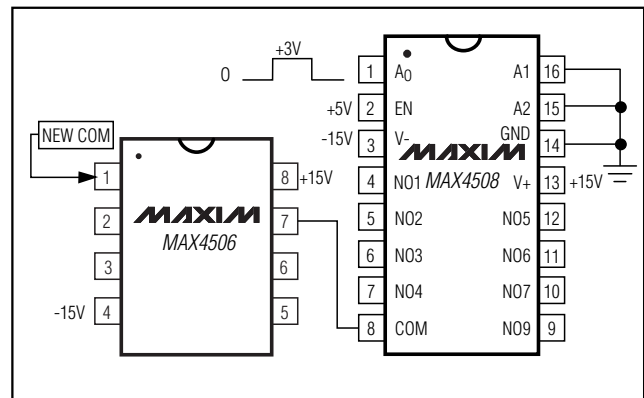 +3V
0
NEW COM
1
2
3
-15V 4
MAXIM
MAX4506
8 +15V
7
6
5
1 A0
+5V 2 EN
-15V 3 V-
4 NO1
5 NO2
6 NO3
7 NO4
8 COM
MAXIM
MAX4508
A1 16
A2 15
GND 14
V+ 13 +15V
NO5 12
NO6 11
NO7 10
NO9 9